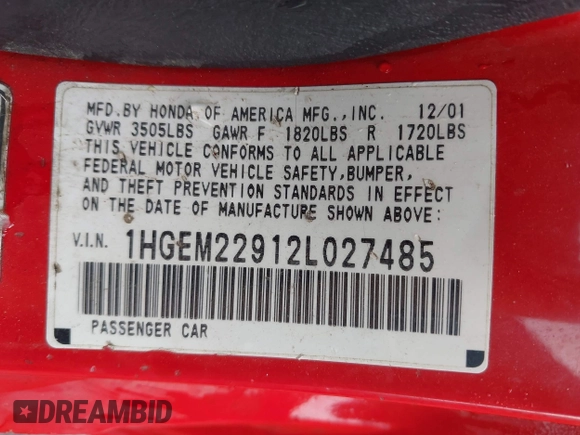 MFD.BY HONDA OF AMERICA MFG.,INC. 12/01
GVWR 3505LBS GAWR F 1820LBS R 1720LBS
THIS VEHICLE CONFORMS TO ALL APPLICABLE
FEDERAL MOTOR VEHICLE SAFETY,BUMPER,
AND THEFT PREVENTION STANDARDS IN EFFECT
ON THE DATE OF MANUFACTURE SHOWN ABOVE:
V.I.N. 1HGEM22912L027485
PASSENGER CAR
DREAMBID